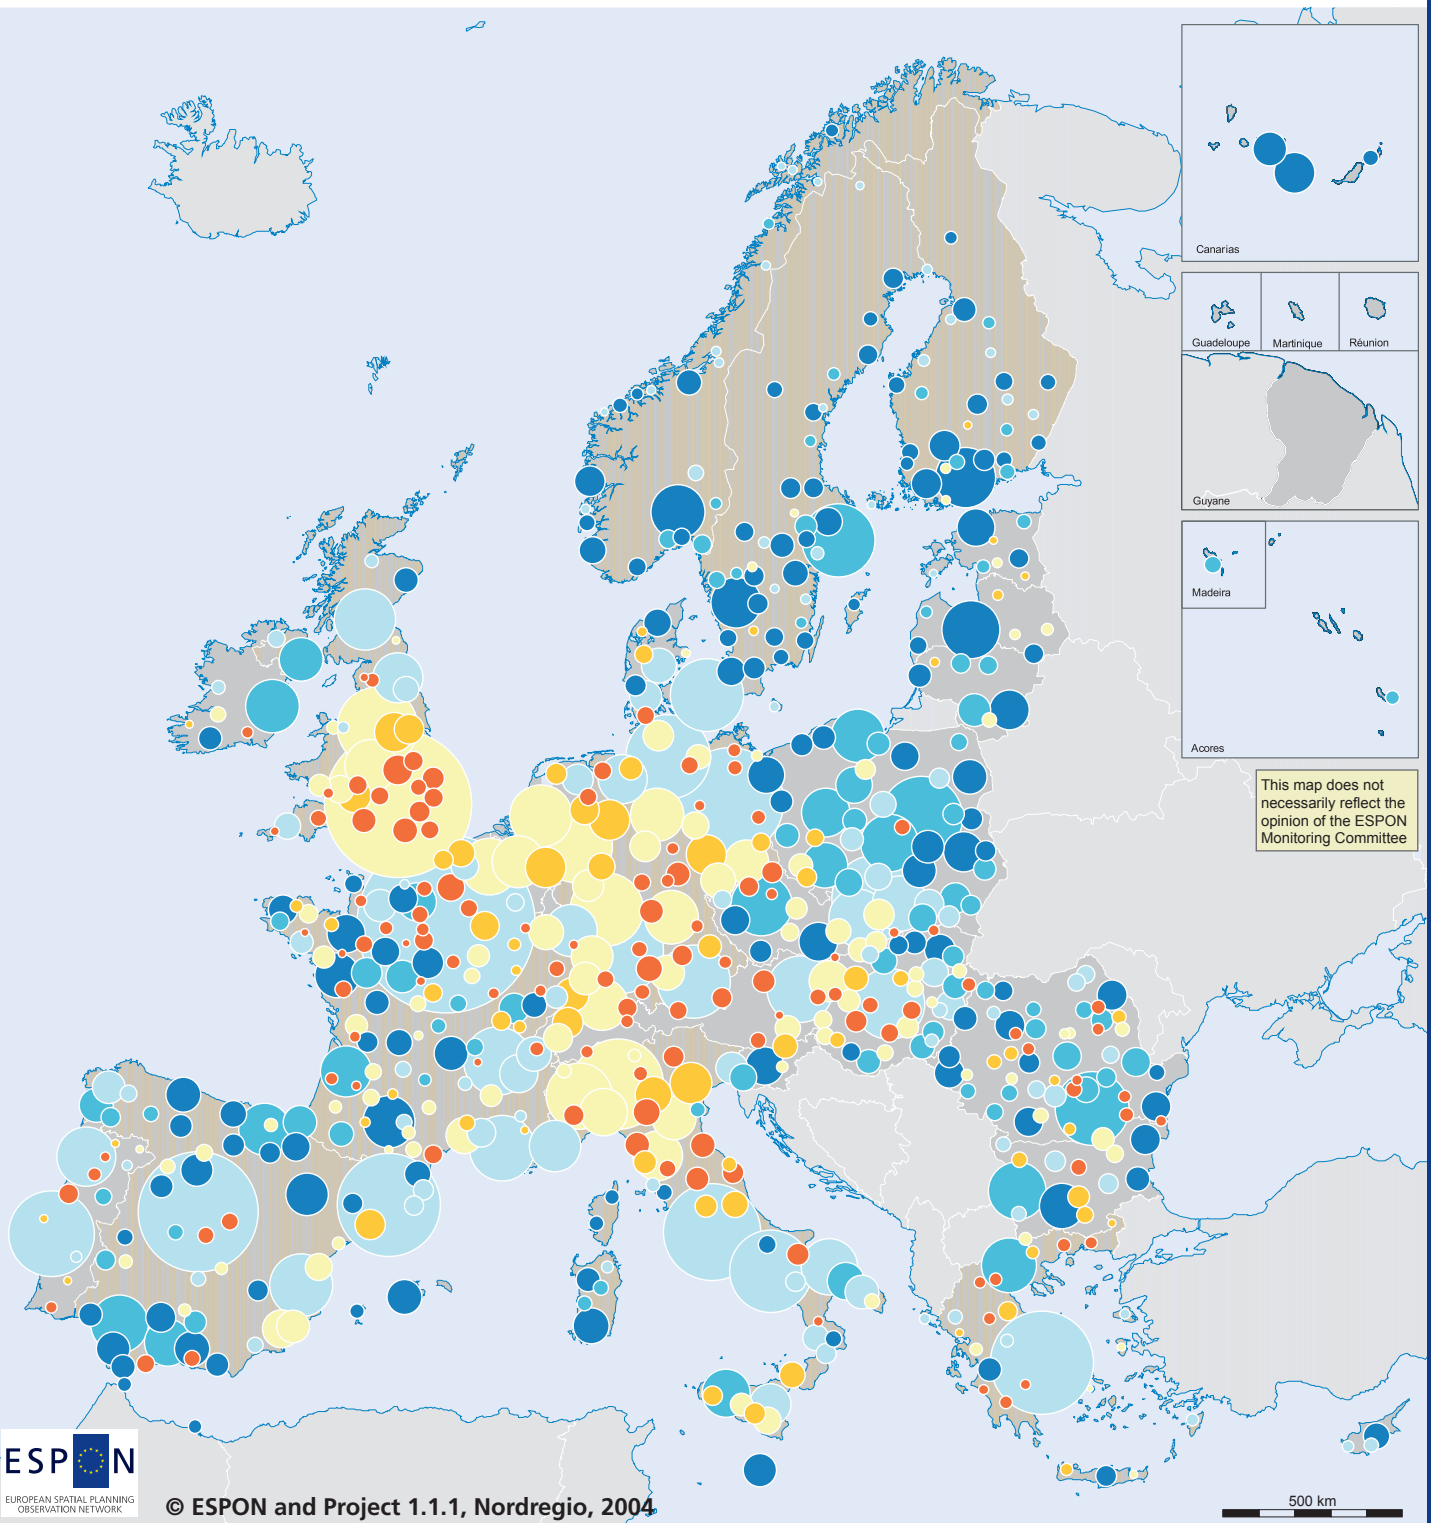 Canarias
Guadeloupe
Martinique
Réunion
Guyane
Madeira
Acores
This map does not
necessarily reflect the
opinion of the ESPON
Monitoring Committee
ESPON
EUROPEAN SPATIAL PLANNING
OBSERVATION NETWORK
© ESPON and Project 1.1.1, Nordregio, 2004
500 km